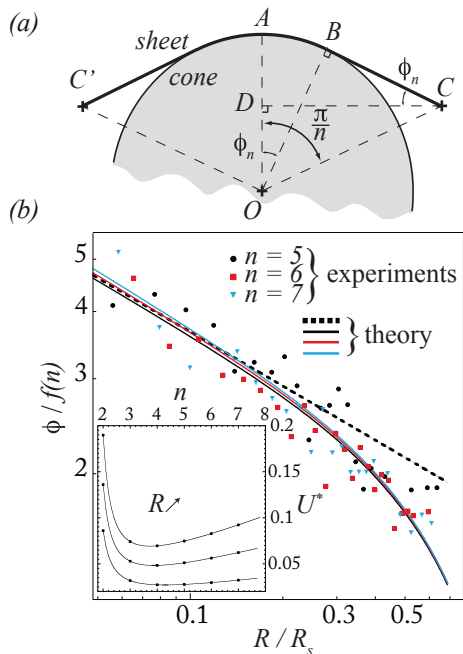 (a)
A
B
sheet
cone
C'
C
ϕn
D
π/n
ϕn
O
(b)
5
4
3
2
ϕ / f(n)
n = 5
n = 6
n = 7
} experiments
} theory
n
2 3 4 5 6 7 8
0.2
0.15
0.1
0.05
U*
R↗
0.1 0.3 0.5
R / Rs